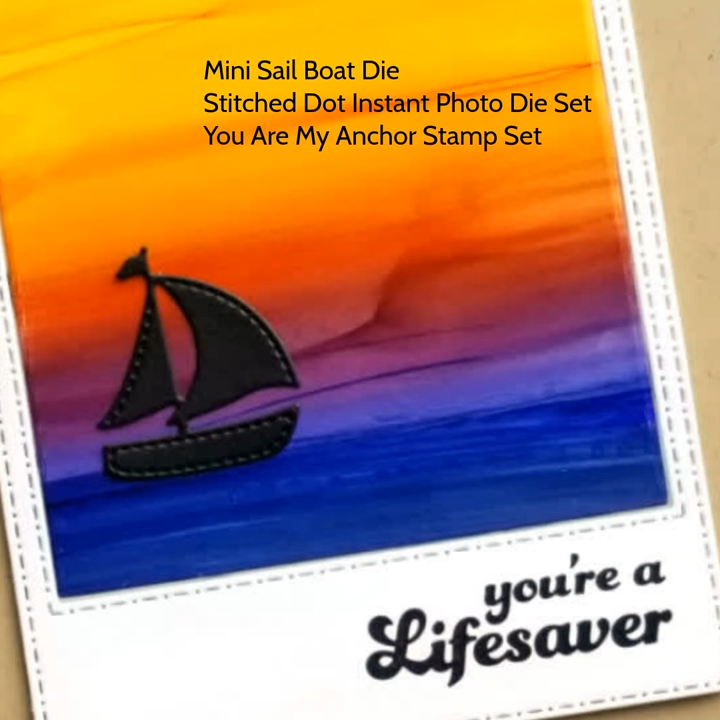 Mini Sail Boat Die
Stitched Dot Instant Photo Die Set
You Are My Anchor Stamp Set
you're a
Lifesaver